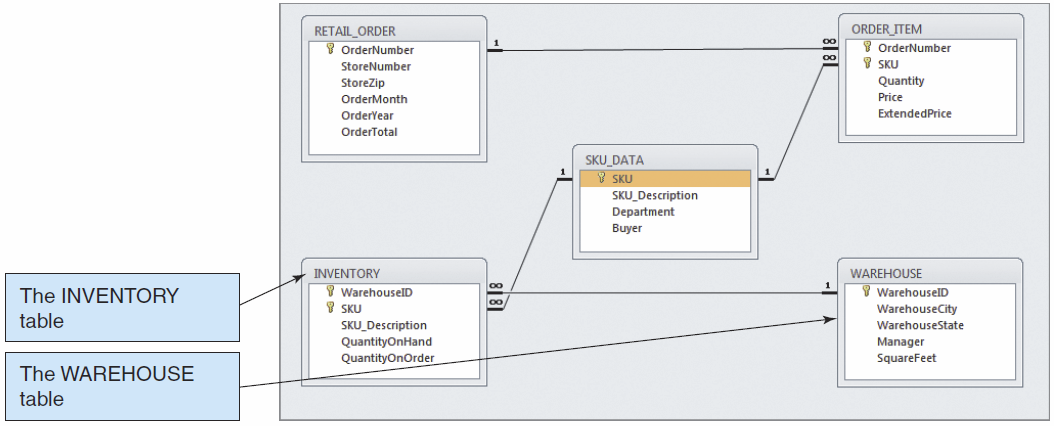 RETAIL_ORDER
OrderNumber
StoreNumber
StoreZip
OrderMonth
OrderYear
OrderTotal
1
∞
∞
ORDER_ITEM
OrderNumber
SKU
Quantity
Price
ExtendedPrice
SKU_DATA
1
SKU
1
SKU_Description
Department
Buyer
The INVENTORY
table
The WAREHOUSE
table
INVENTORY
WarehouseID
SKU
SKU_Description
QuantityOnHand
QuantityOnOrder
∞
∞
1
WAREHOUSE
WarehouseID
WarehouseCity
WarehouseState
Manager
SquareFeet